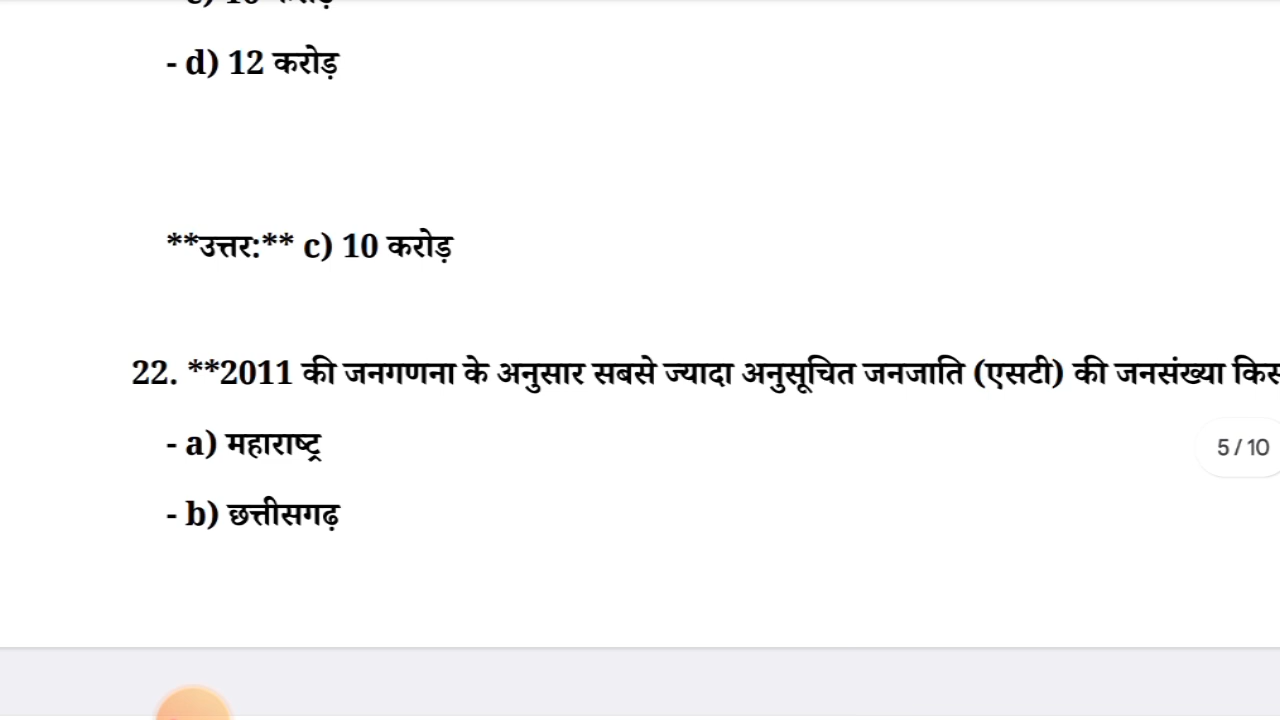 - d) 12 करोड़
**उत्तर:** c) 10 करोड़
22. **2011 की जनगणना के अनुसार सबसे ज्यादा अनुसूचित जनजाति (एसटी) की जनसंख्या
- a) महाराष्ट्र
5 / 10
- b) छत्तीसगढ़